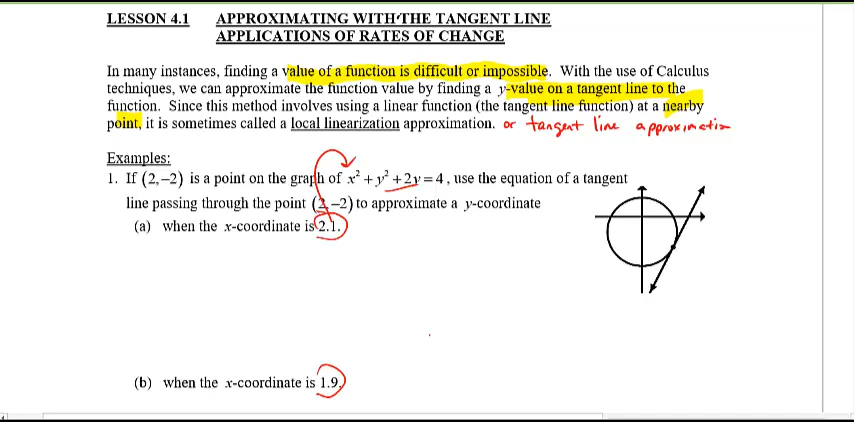 LESSON 4.1 APPROXIMATING WITH THE TANGENT LINE
APPLICATIONS OF RATES OF CHANGE
In many instances, finding a value of a function is difficult or impossible. With the use of Calculus
techniques, we can approximate the function value by finding a y-value on a tangent line to the
function. Since this method involves using a linear function (the tangent line function) at a nearby
point, it is sometimes called a local linearization approximation. or tangent line approximation
Examples:
1. If (2,−2) is a point on the graph of x² + y² + 2y = 4, use the equation of a tangent
line passing through the point (2,−2) to approximate a y-coordinate
(a) when the x-coordinate is 2.1.
(b) when the x-coordinate is 1.9.